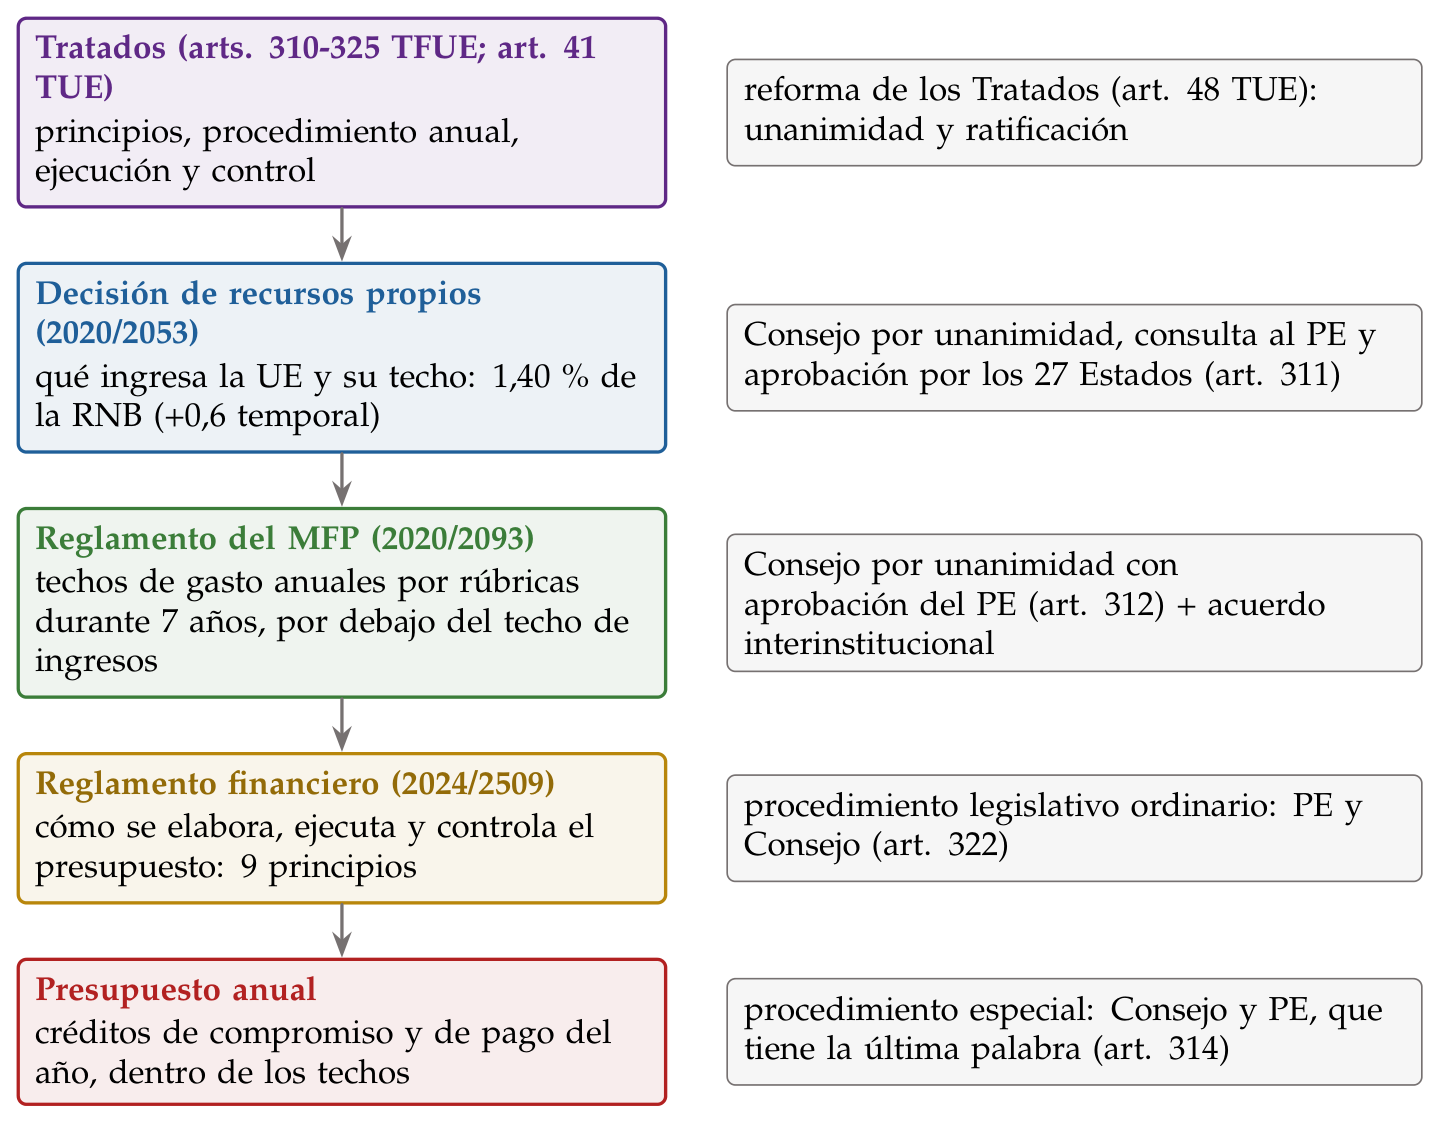 Tratados (arts. 310-325 TFUE; art. 41
TUE)
principios, procedimiento anual,
ejecución y control
reforma de los Tratados (art. 48 TUE):
unanimidad y ratificación
Decisión de recursos propios
(2020/2053)
qué ingresa la UE y su techo: 1,40 % de
la RNB (+0,6 temporal)
Consejo por unanimidad, consulta al PE y
aprobación por los 27 Estados (art. 311)
Reglamento del MFP (2020/2093)
techos de gasto anuales por rúbricas
durante 7 años, por debajo del techo de
ingresos
Consejo por unanimidad con
aprobación del PE (art. 312) + acuerdo
interinstitucional
Reglamento financiero (2024/2509)
cómo se elabora, ejecuta y controla el
presupuesto: 9 principios
procedimiento legislativo ordinario: PE y
Consejo (art. 322)
Presupuesto anual
créditos de compromiso y de pago del
año, dentro de los techos
procedimiento especial: Consejo y PE, que
tiene la última palabra (art. 314)